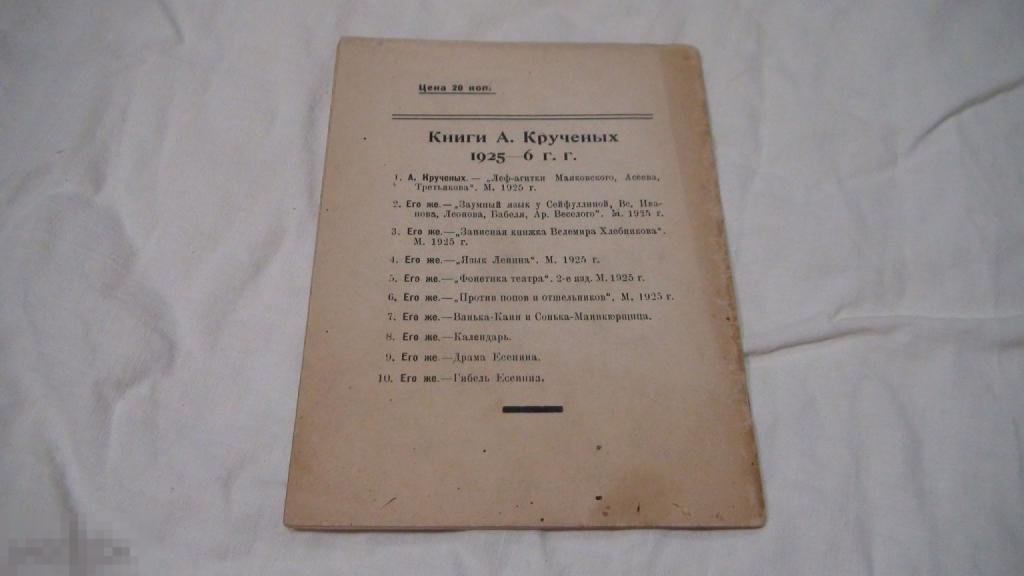 Цена 20 коп.
Книги А. Крученых
1925—6 г. г.
1. А. Крученых. — „Леф-агитки Маяковского, Асеева,
Третьякова". М. 1925 г.
2. Его же. — „Заумный язык у Сейфуллиной, Вс. Ива-
нова, Леонова, Бабеля, Ар. Веселого". М. 1925 г.
3. Его же. — „Записная книжка Велемира Хлебникова".
М. 1925 г.
4. Его же. — „Язык Ленина". М. 1925 г.
5. Его же. — „Фонетика театра". 2-е изд. М. 1925 г.
6. Его же. — „Против попов и отшельников". М. 1925 г.
7. Его же. — Ванька-Каин и Сонька-Маникюрщица.
8. Его же. — Календарь.
9. Его же. — Драма Есенина.
10. Его же. — Гибель Есенина.